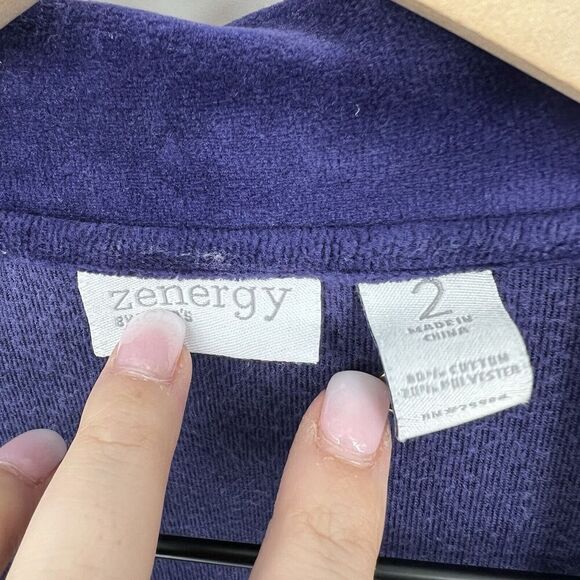 zenergy
BY
2
MADE IN
CHINA
80% COTTON
20% POLYESTER